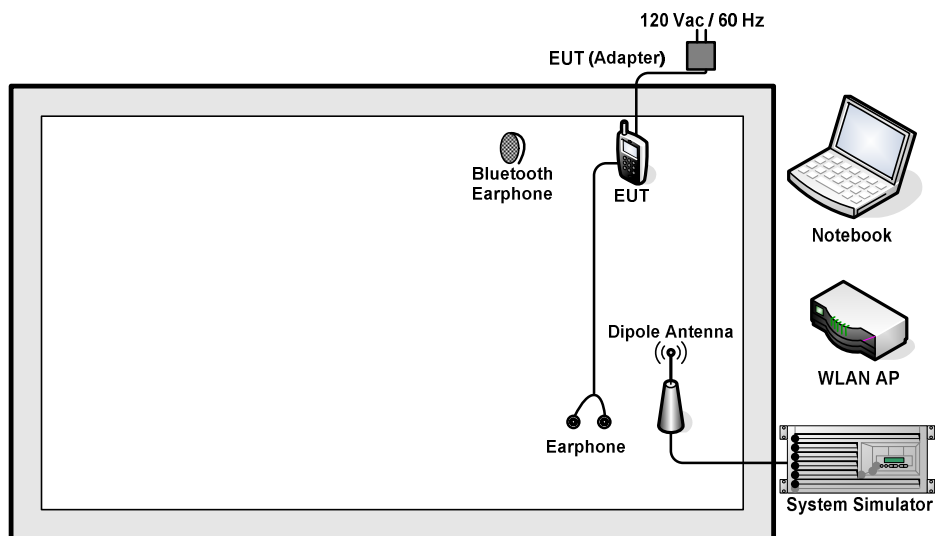 120 Vac / 60 Hz
EUT (Adapter)
Bluetooth
Earphone
EUT
Notebook
Dipole Antenna
WLAN AP
Earphone
System Simulator